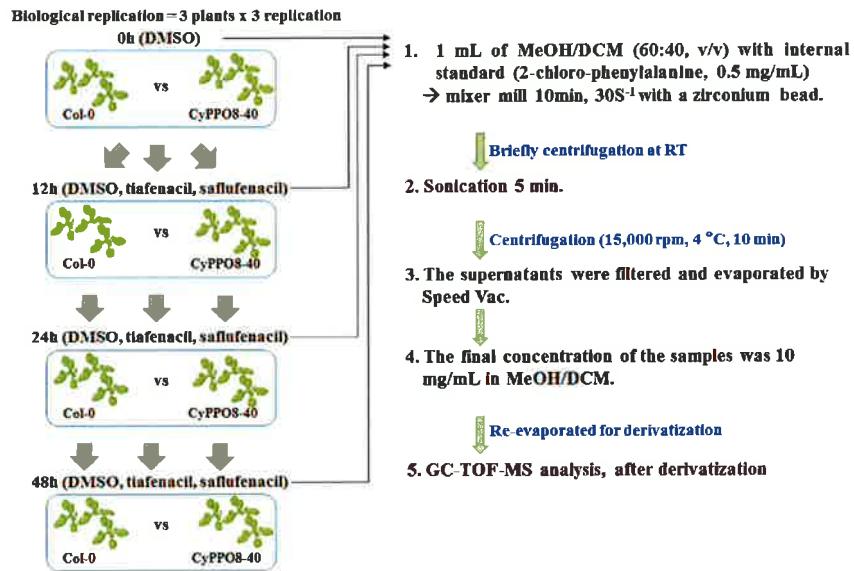 Biological replication = 3 plants x 3 replication
0h (DMSO)
vs
Col-0
CyPPO8-40
12h (DMSO, tiafenacil, saflufenacil)
vs
Col-0
CyPPO8-40
24h (DMSO, tiafenacil, saflufenacil)
vs
Col-0
CyPPO8-40
48h (DMSO, tiafenacil, saflufenacil)
vs
Col-0
CyPPO8-40
1. 1 mL of MeOH/DCM (60:40, v/v) with internal
standard (2-chloro-phenylalanine, 0.5 mg/mL)
→ mixer mill 10min, 30S⁻¹ with a zirconium bead.
Briefly centrifugation at RT
2. Sonication 5 min.
Centrifugation (15,000 rpm, 4 °C, 10 min)
3. The supernatants were filtered and evaporated by
Speed Vac.
4. The final concentration of the samples was 10
mg/mL in MeOH/DCM.
Re-evaporated for derivatization
5. GC-TOF-MS analysis, after derivatization